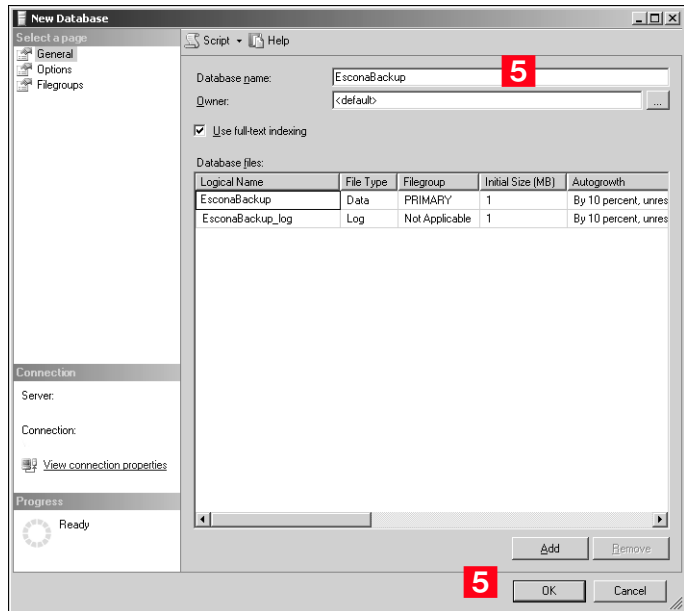 New Database
Select a page
General
Options
Filegroups
Script Help
Database name: EsconaBackup 5
Owner: <default> ...
Use full-text indexing
Database files:
Logical Name File Type Filegroup Initial Size (MB) Autogrowth
EsconaBackup Data PRIMARY 1 By 10 percent, unres
EsconaBackup_log Log Not Applicable 1 By 10 percent, unres
Connection
Server:
Connection:
View connection properties
Progress
Ready
Add Remove
5 OK Cancel